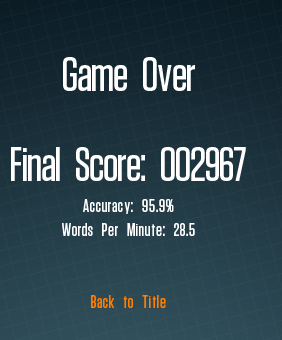 Game Over
Final Score: 002967
Accuracy: 95.9%
Words Per Minute: 28.5
Back to Title